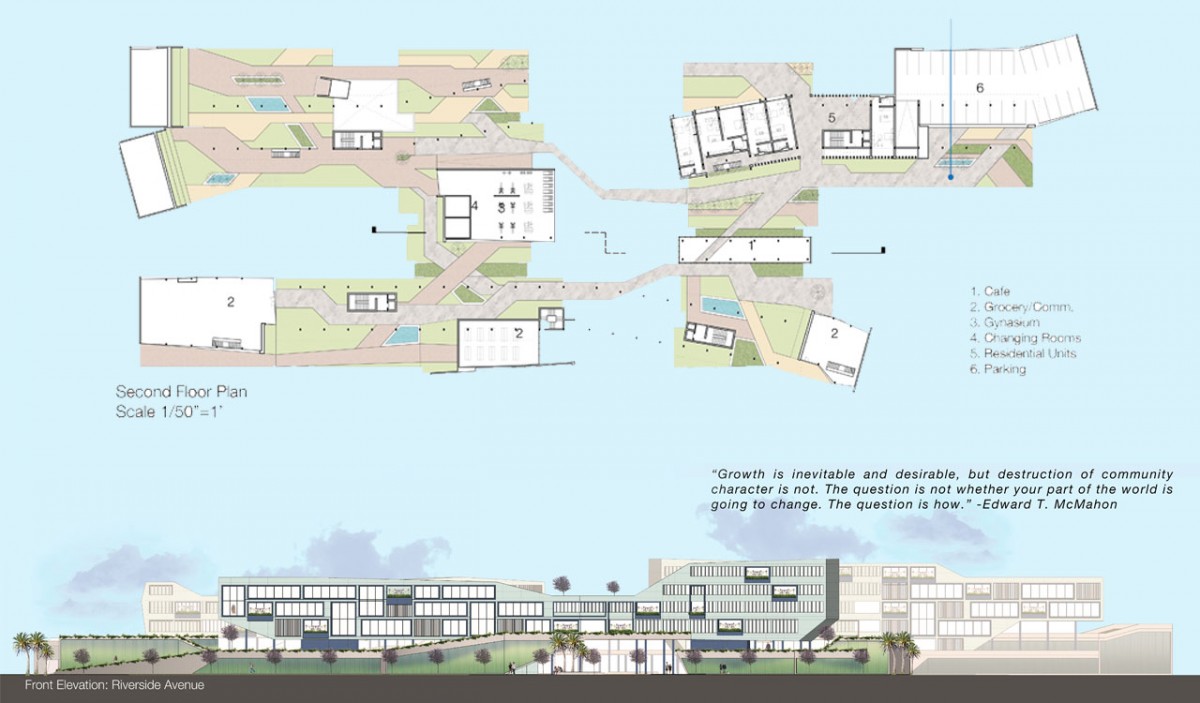 6
5
4
3
1
2
2
2
1. Cafe
2. Grocery/Comm.
3. Gynasium
4. Changing Rooms
5. Residential Units
6. Parking
Second Floor Plan
Scale 1/50"=1'
“Growth is inevitable and desirable, but destruction of community
character is not. The question is not whether your part of the world is
going to change. The question is how.” -Edward T. McMahon
Front Elevation: Riverside Avenue